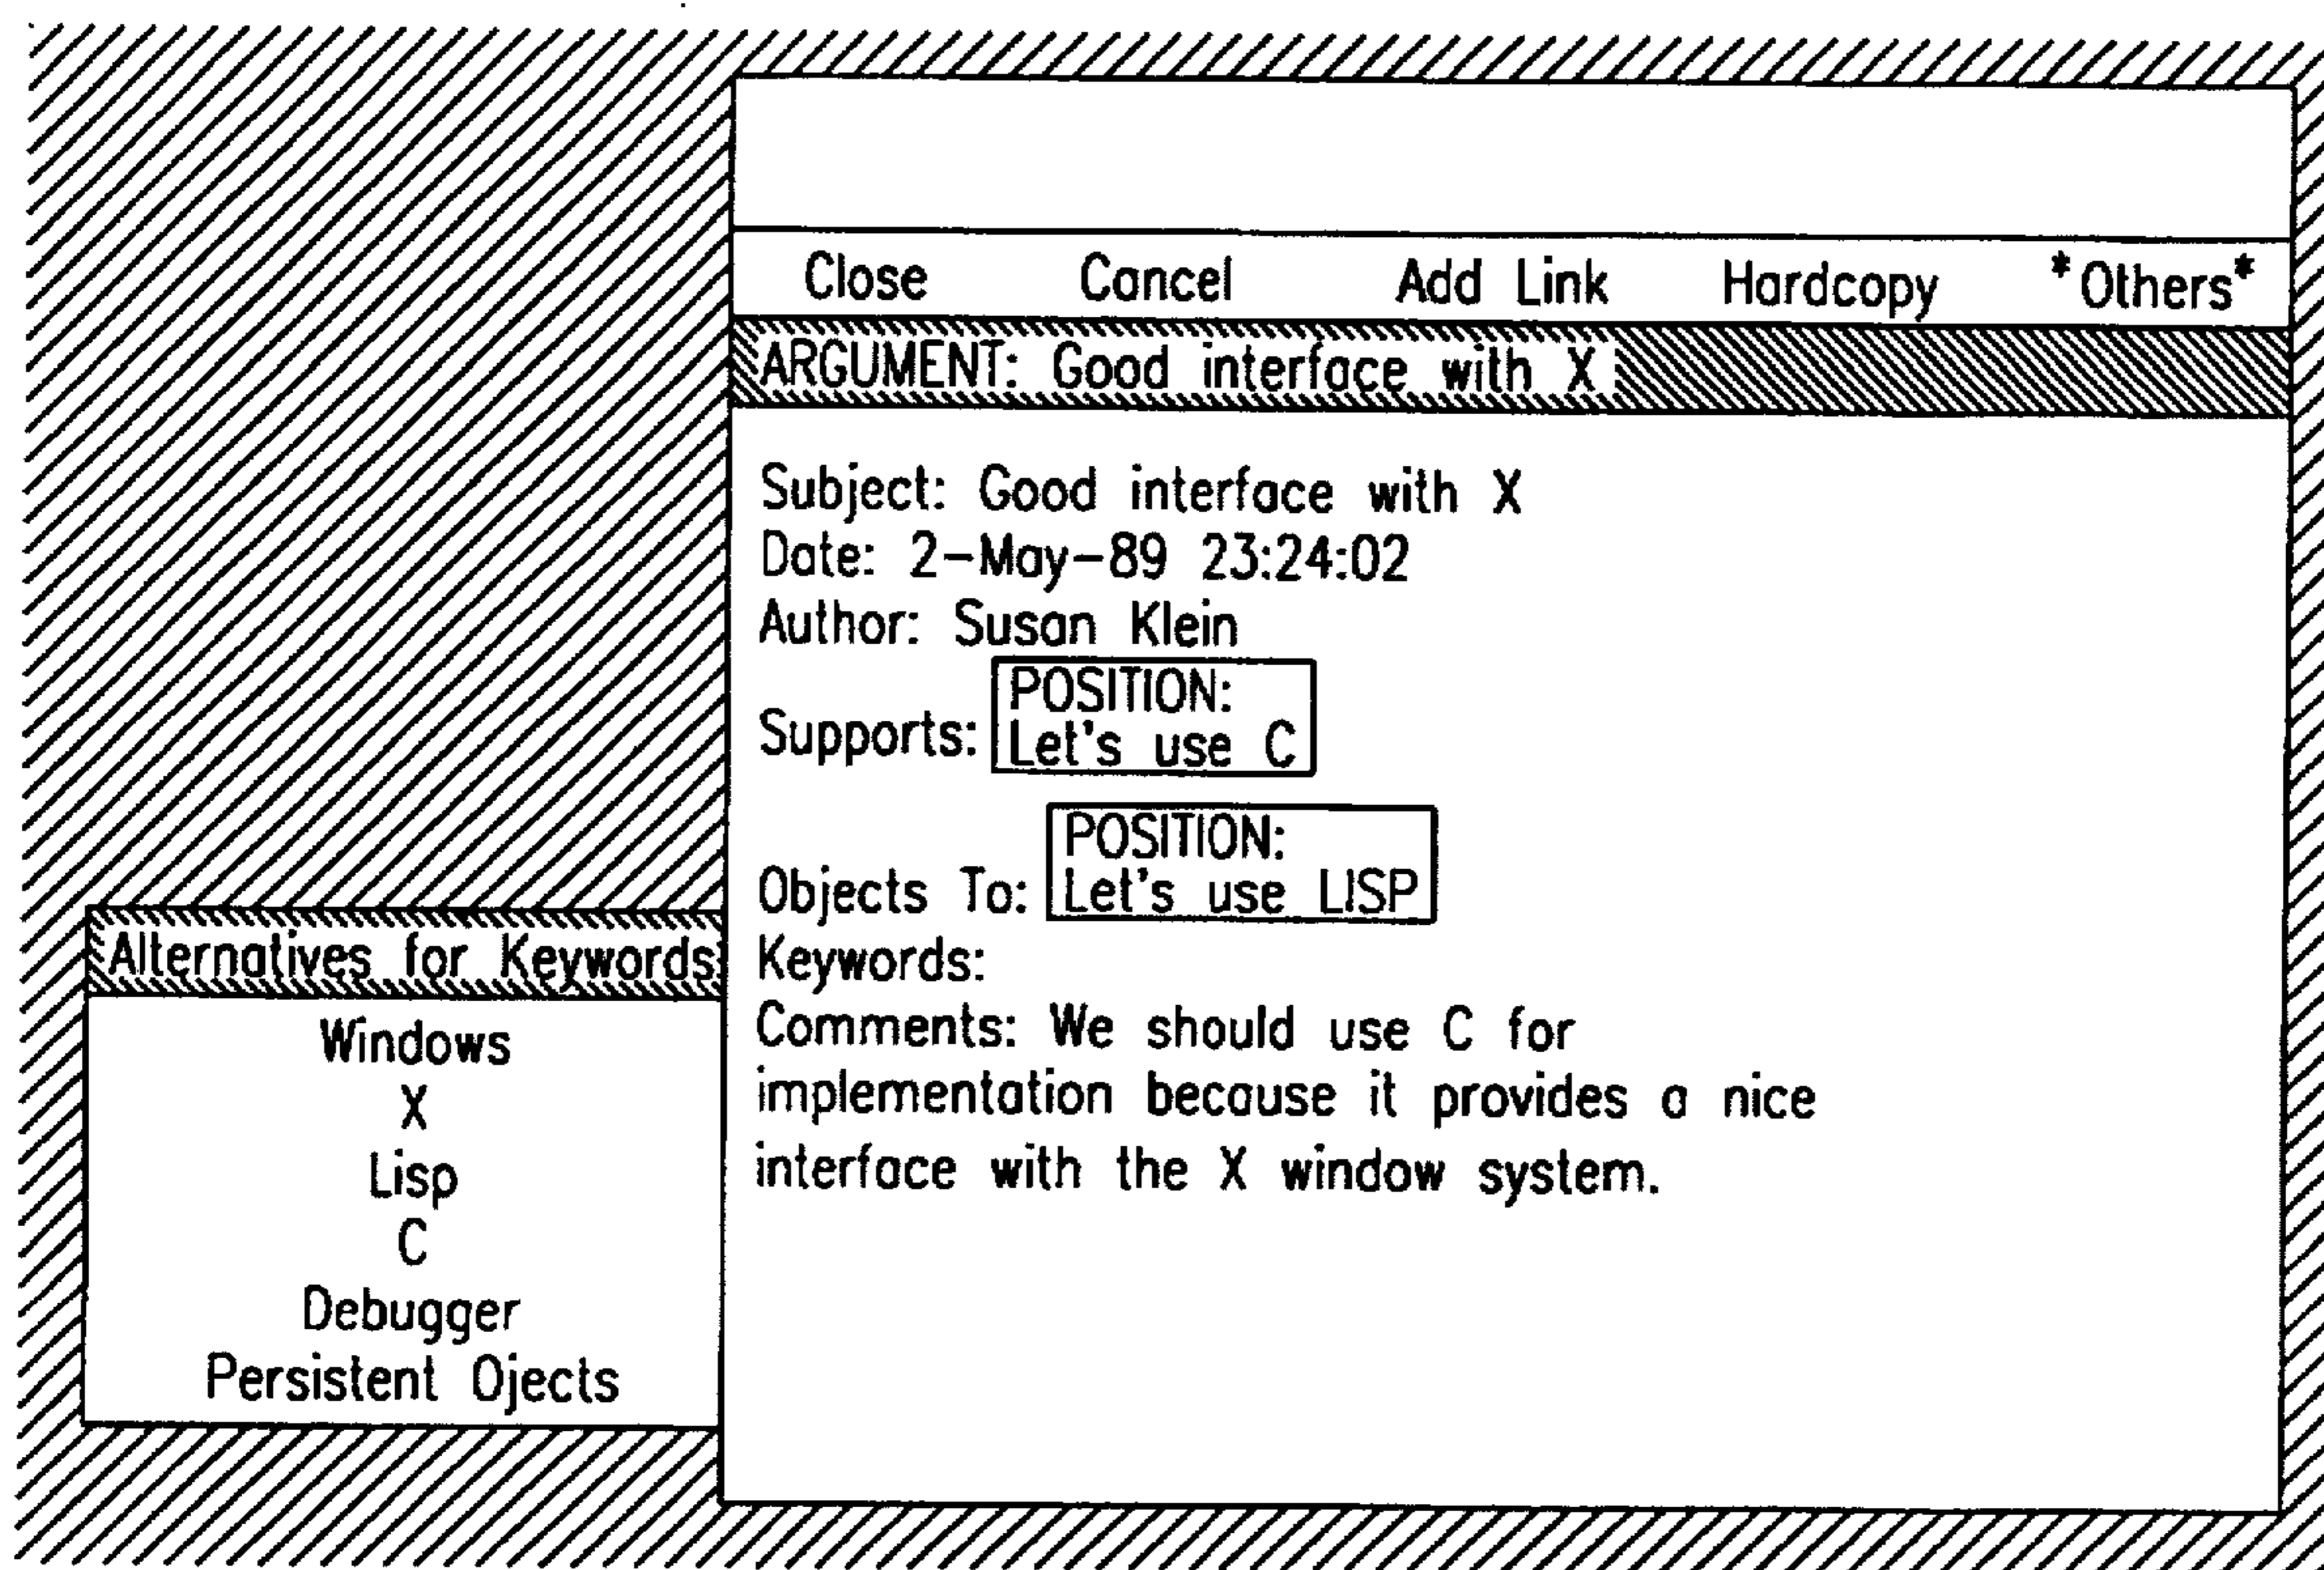 Close Cancel Add Link Hardcopy *Others*
ARGUMENT: Good interface with X
Subject: Good interface with X
Date: 2-May-89 23:24:02
Author: Susan Klein
Supports: POSITION:
Let's use C
Objects To: POSITION:
Let's use LISP
Keywords:
Comments: We should use C for
implementation because it provides a nice
interface with the X window system.
Alternatives for Keywords
Windows
X
Lisp
C
Debugger
Persistent Ojects